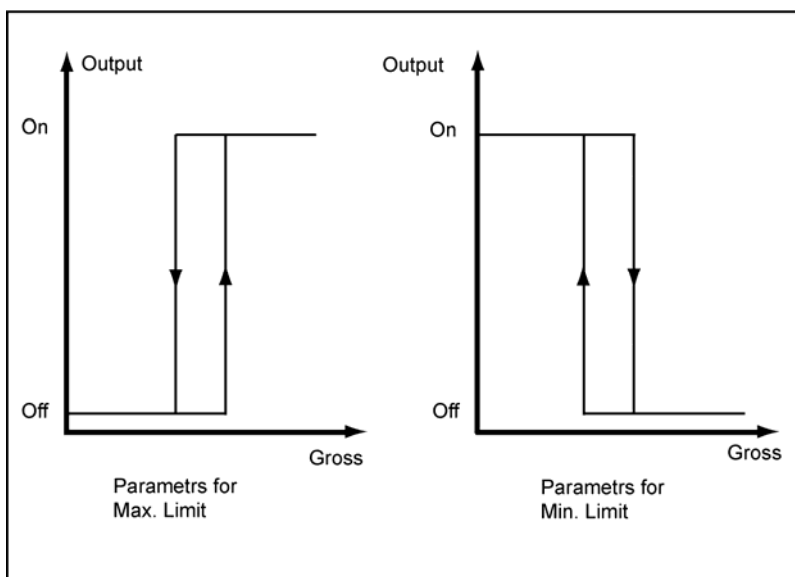 Output
On
Off
Gross
Parametrs for
Max. Limit
Output
On
Off
Gross
Parametrs for
Min. Limit